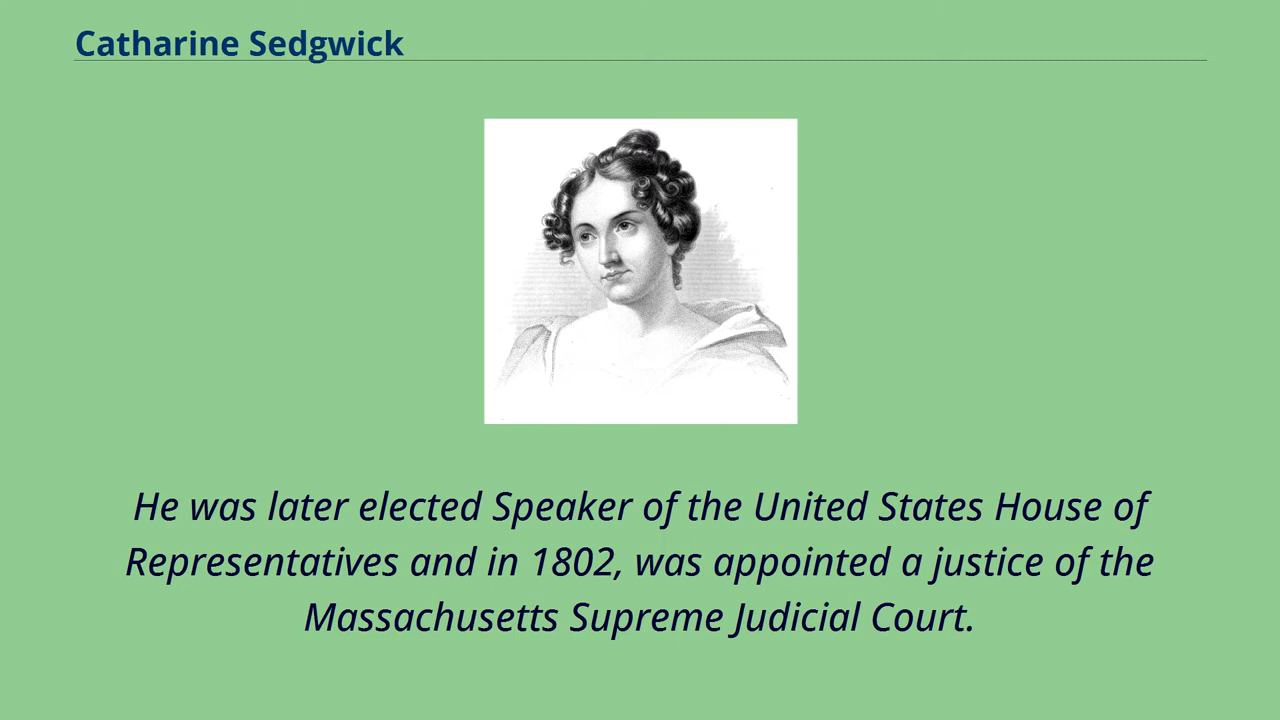 Catharine Sedgwick
He was later elected Speaker of the United States House of
Representatives and in 1802, was appointed a justice of the
Massachusetts Supreme Judicial Court.